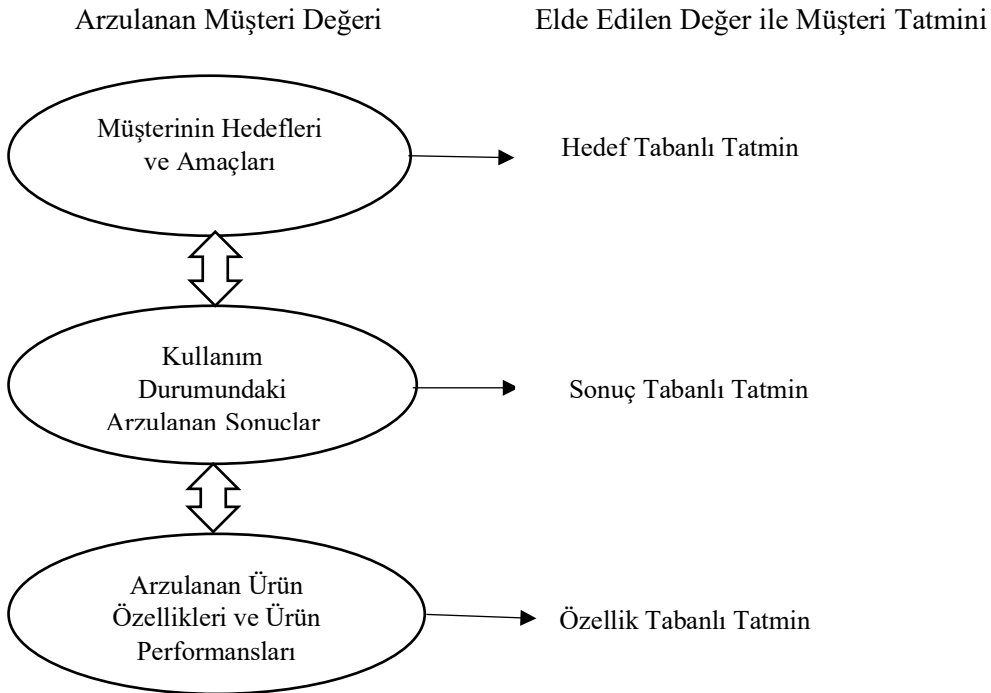 Arzulanan Müşteri Değeri
Elde Edilen Değer ile Müşteri Tatmini
Müşterinin Hedefleri
ve Amaçları
Hedef Tabanlı Tatmin
Kullanım
Durumundaki
Arzulanan Sonuçlar
Sonuç Tabanlı Tatmin
Arzulanan Ürün
Özellikleri ve Ürün
Performansları
Özellik Tabanlı Tatmin